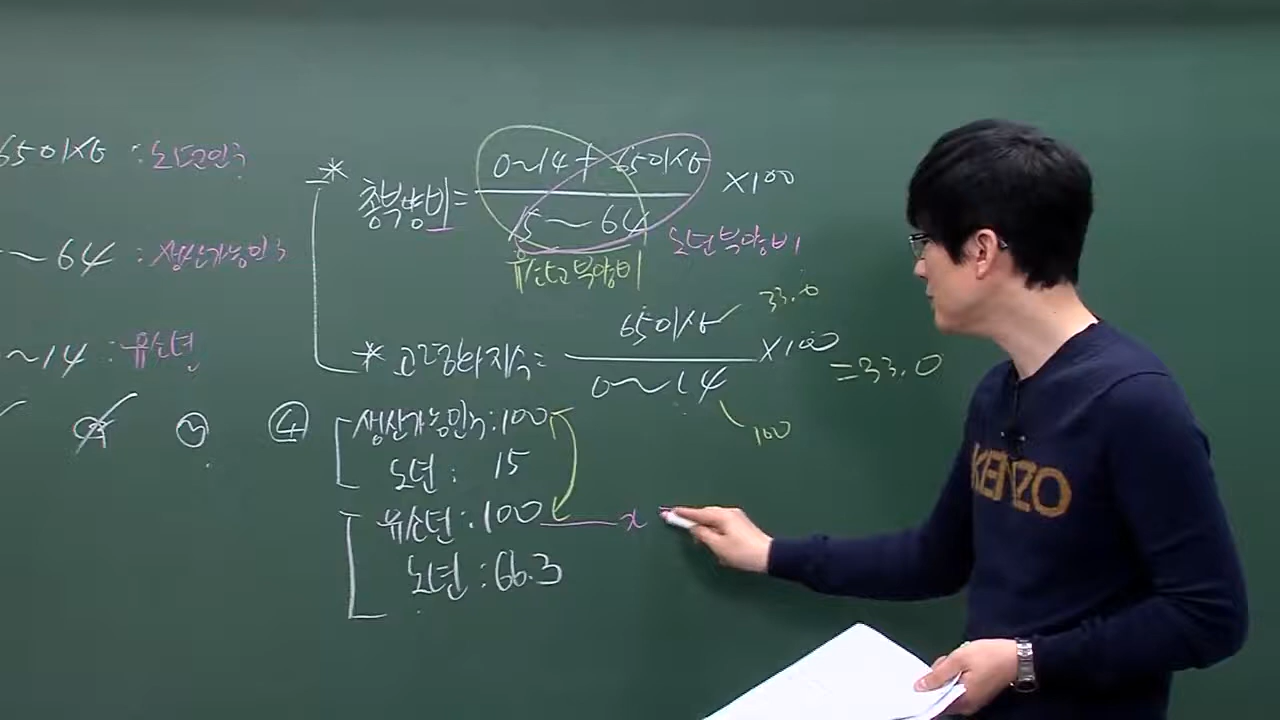 65이상 : 노년인구
~ 64 : 생산가능인구
~14 : 유소년
④
* 총부양비 = 0~14 + 65이상 / 15 ~ 64 ×100
노년부양비
유소년부양비
* 고령화지수 = 65이상 / 0~14 ×100 = 33.0
33.0
100
생산가능인구 : 100
노년 : 15
유소년 : 100 x
노년 : 66.3
KENZO